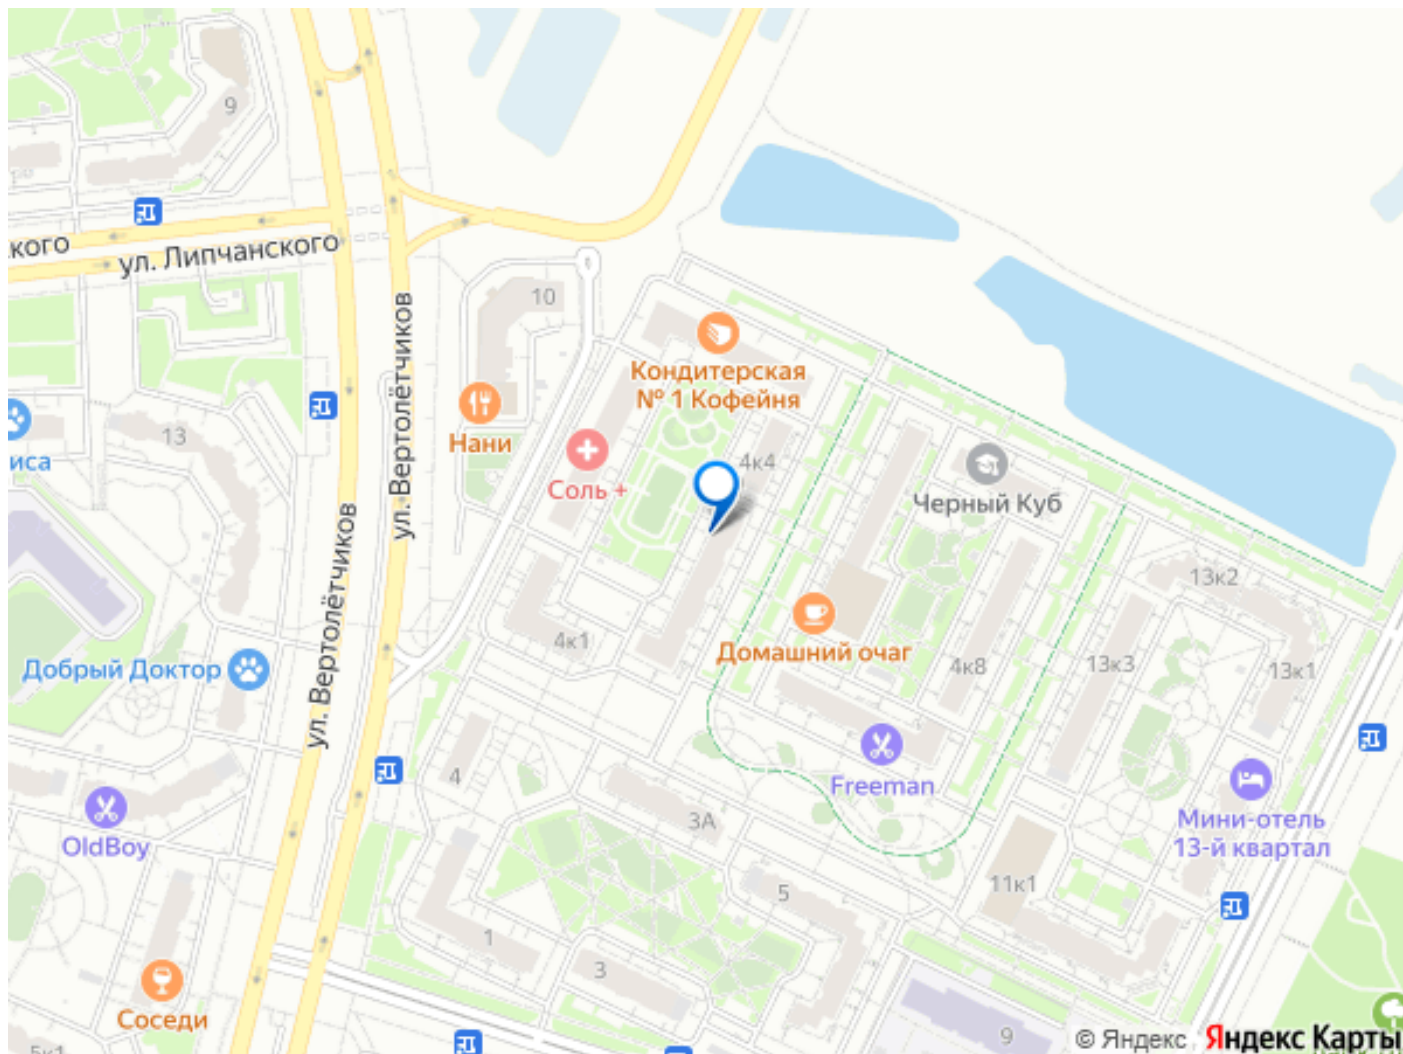 9
ского
ул. Липчанского
10
ул. Вертолётчиков
Кондитерская
№ 1 Кофейня
Нани
13
иса
Соль +
4к4
Черный Куб
ул. Вертолётчиков
13к2
4к1
Домашний очаг
4к8
13к3
13к1
Добрый Доктор
4
Freeman
3А
Мини-отель
13-й квартал
OldBoy
11к1
5
1
3
Соседи
9
5к1
© Яндекс Яндекс Карты